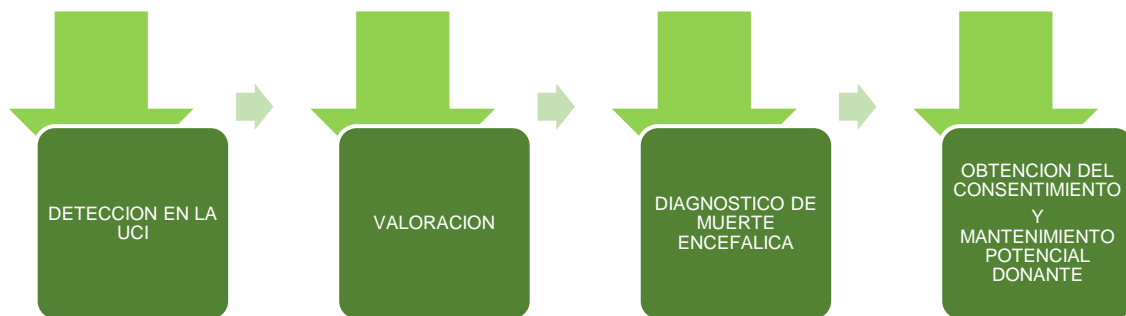 DETECCION EN LA
UCI
VALORACION
DIAGNOSTICO DE
MUERTE
ENCEFALICA
OBTENCION DEL
CONSENTIMIENTO
Y
MANTENIMIENTO
POTENCIAL
DONANTE